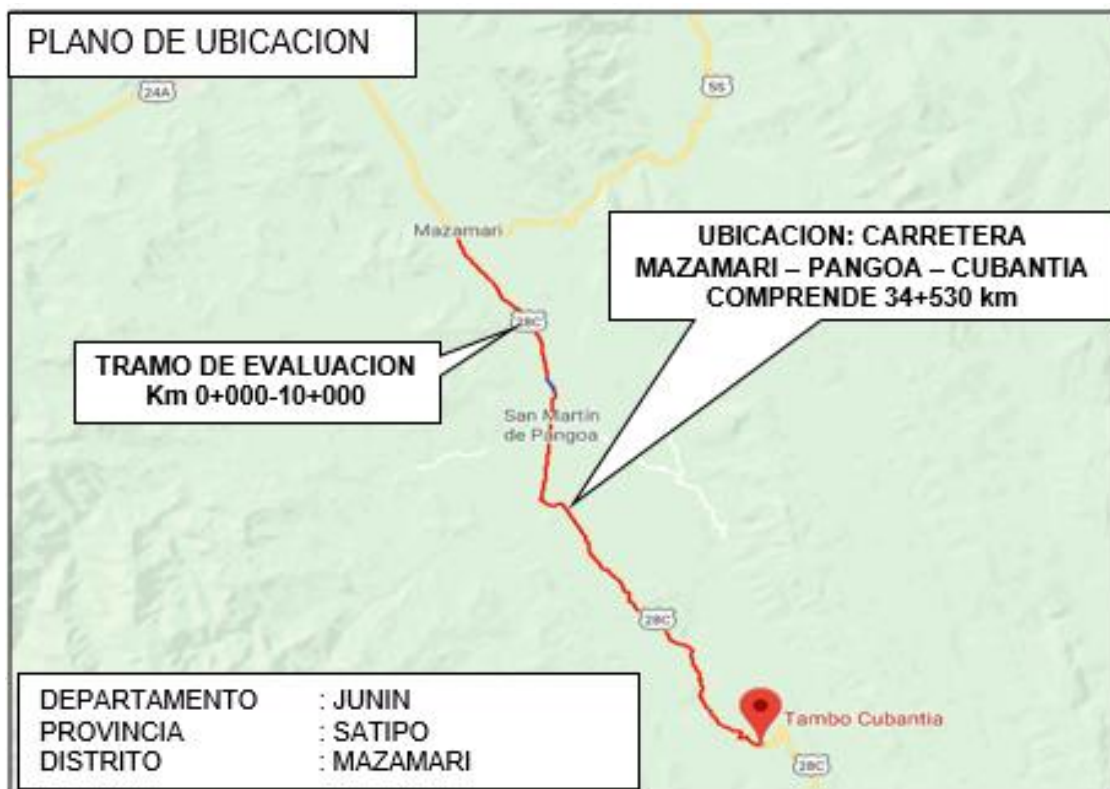 PLANO DE UBICACION
24A
5S
Mazamari
UBICACION: CARRETERA
MAZAMARI – PANGOA – CUBANTIA
COMPRENDE 34+530 km
28C
TRAMO DE EVALUACION
Km 0+000-10+000
San Martín
de Pangoa
28C
DEPARTAMENTO : JUNIN
PROVINCIA : SATIPO
DISTRITO : MAZAMARI
Tambo Cubantia
28C